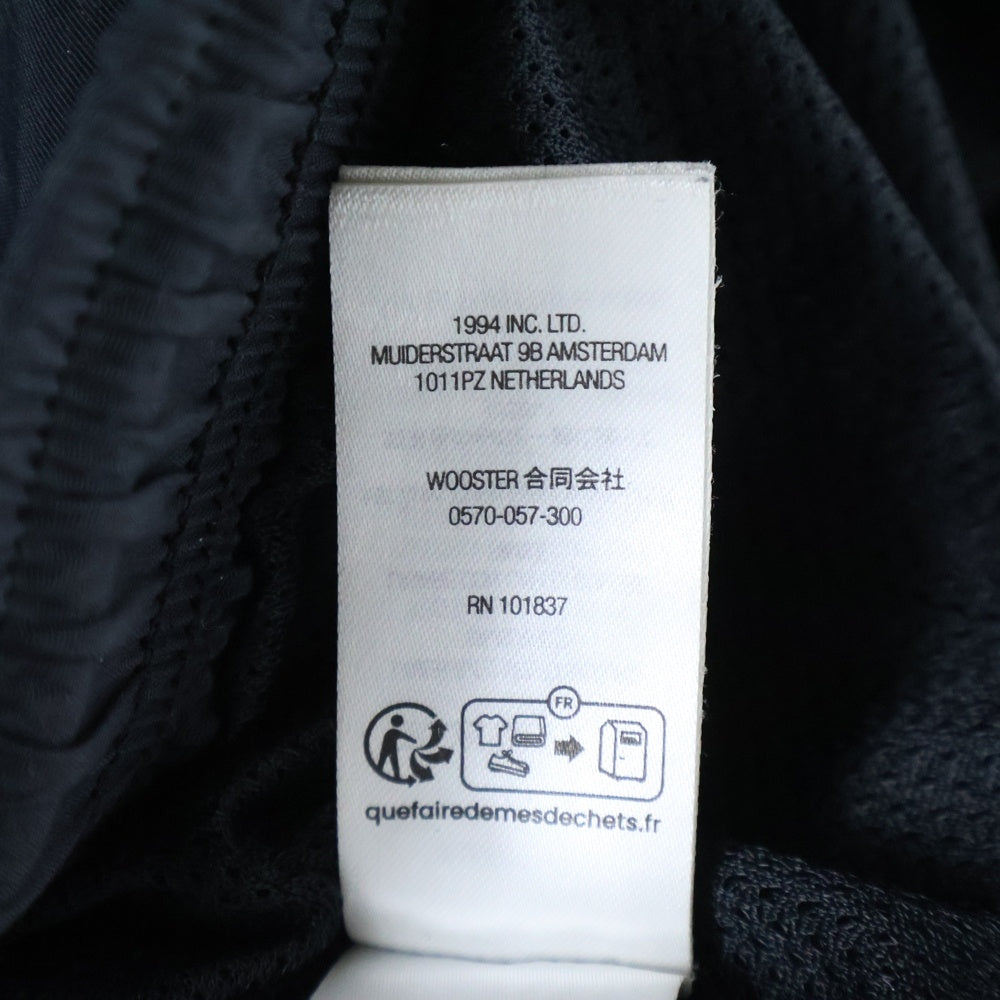 1994 INC. LTD.
MUIDERSTRAAT 9B AMSTERDAM
1011PZ NETHERLANDS
WOOSTER 合同会社
0570-057-300
RN 101837
FR
quefairedemesdechets.fr